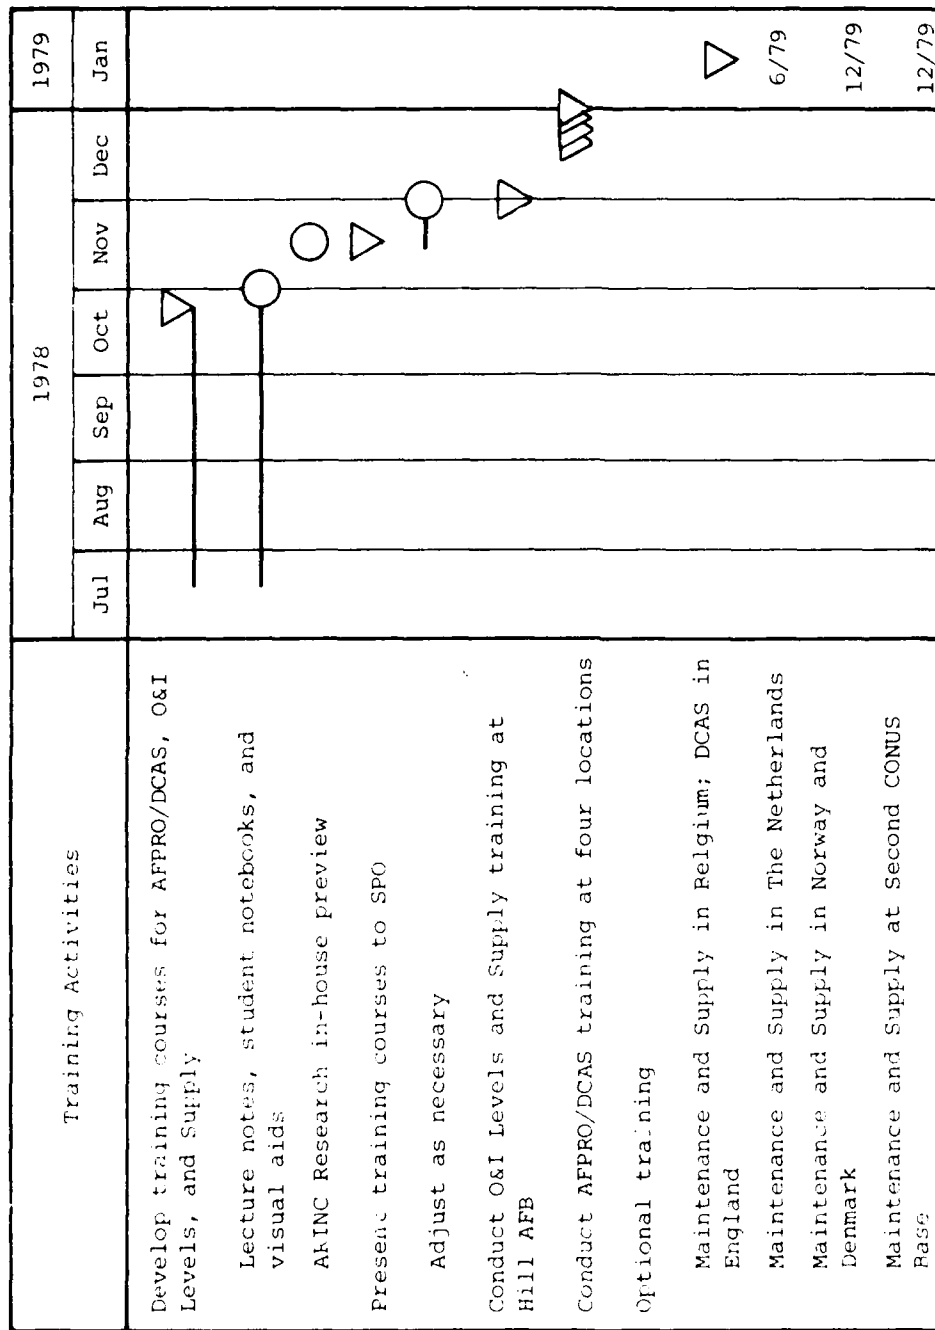 Training Activities
1978
1979
Jul
Aug
Sep
Oct
Nov
Dec
Jan
Develop training courses for AFPRO/DCAS, O&I
Levels, and Supply
Lecture notes, student notebooks, and
visual aids
ARINC Research in-house preview
Present training courses to SPO
Adjust as necessary
Conduct O&I Levels and Supply training at
Hill AFB
Conduct AFPRO/DCAS training at four locations
Optional training
Maintenance and Supply in Belgium; DCAS in
England
Maintenance and Supply in The Netherlands
6/79
Maintenance and Supply in Norway and
Denmark
12/79
Maintenance and Supply at Second CONUS
Base
12/79